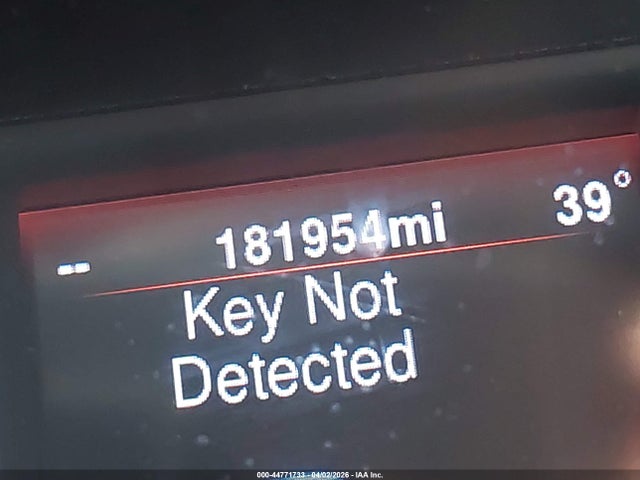 -- 181954mi 39°
Key Not
Detected
000-44771733 - 04/02/2026 - IAA Inc.